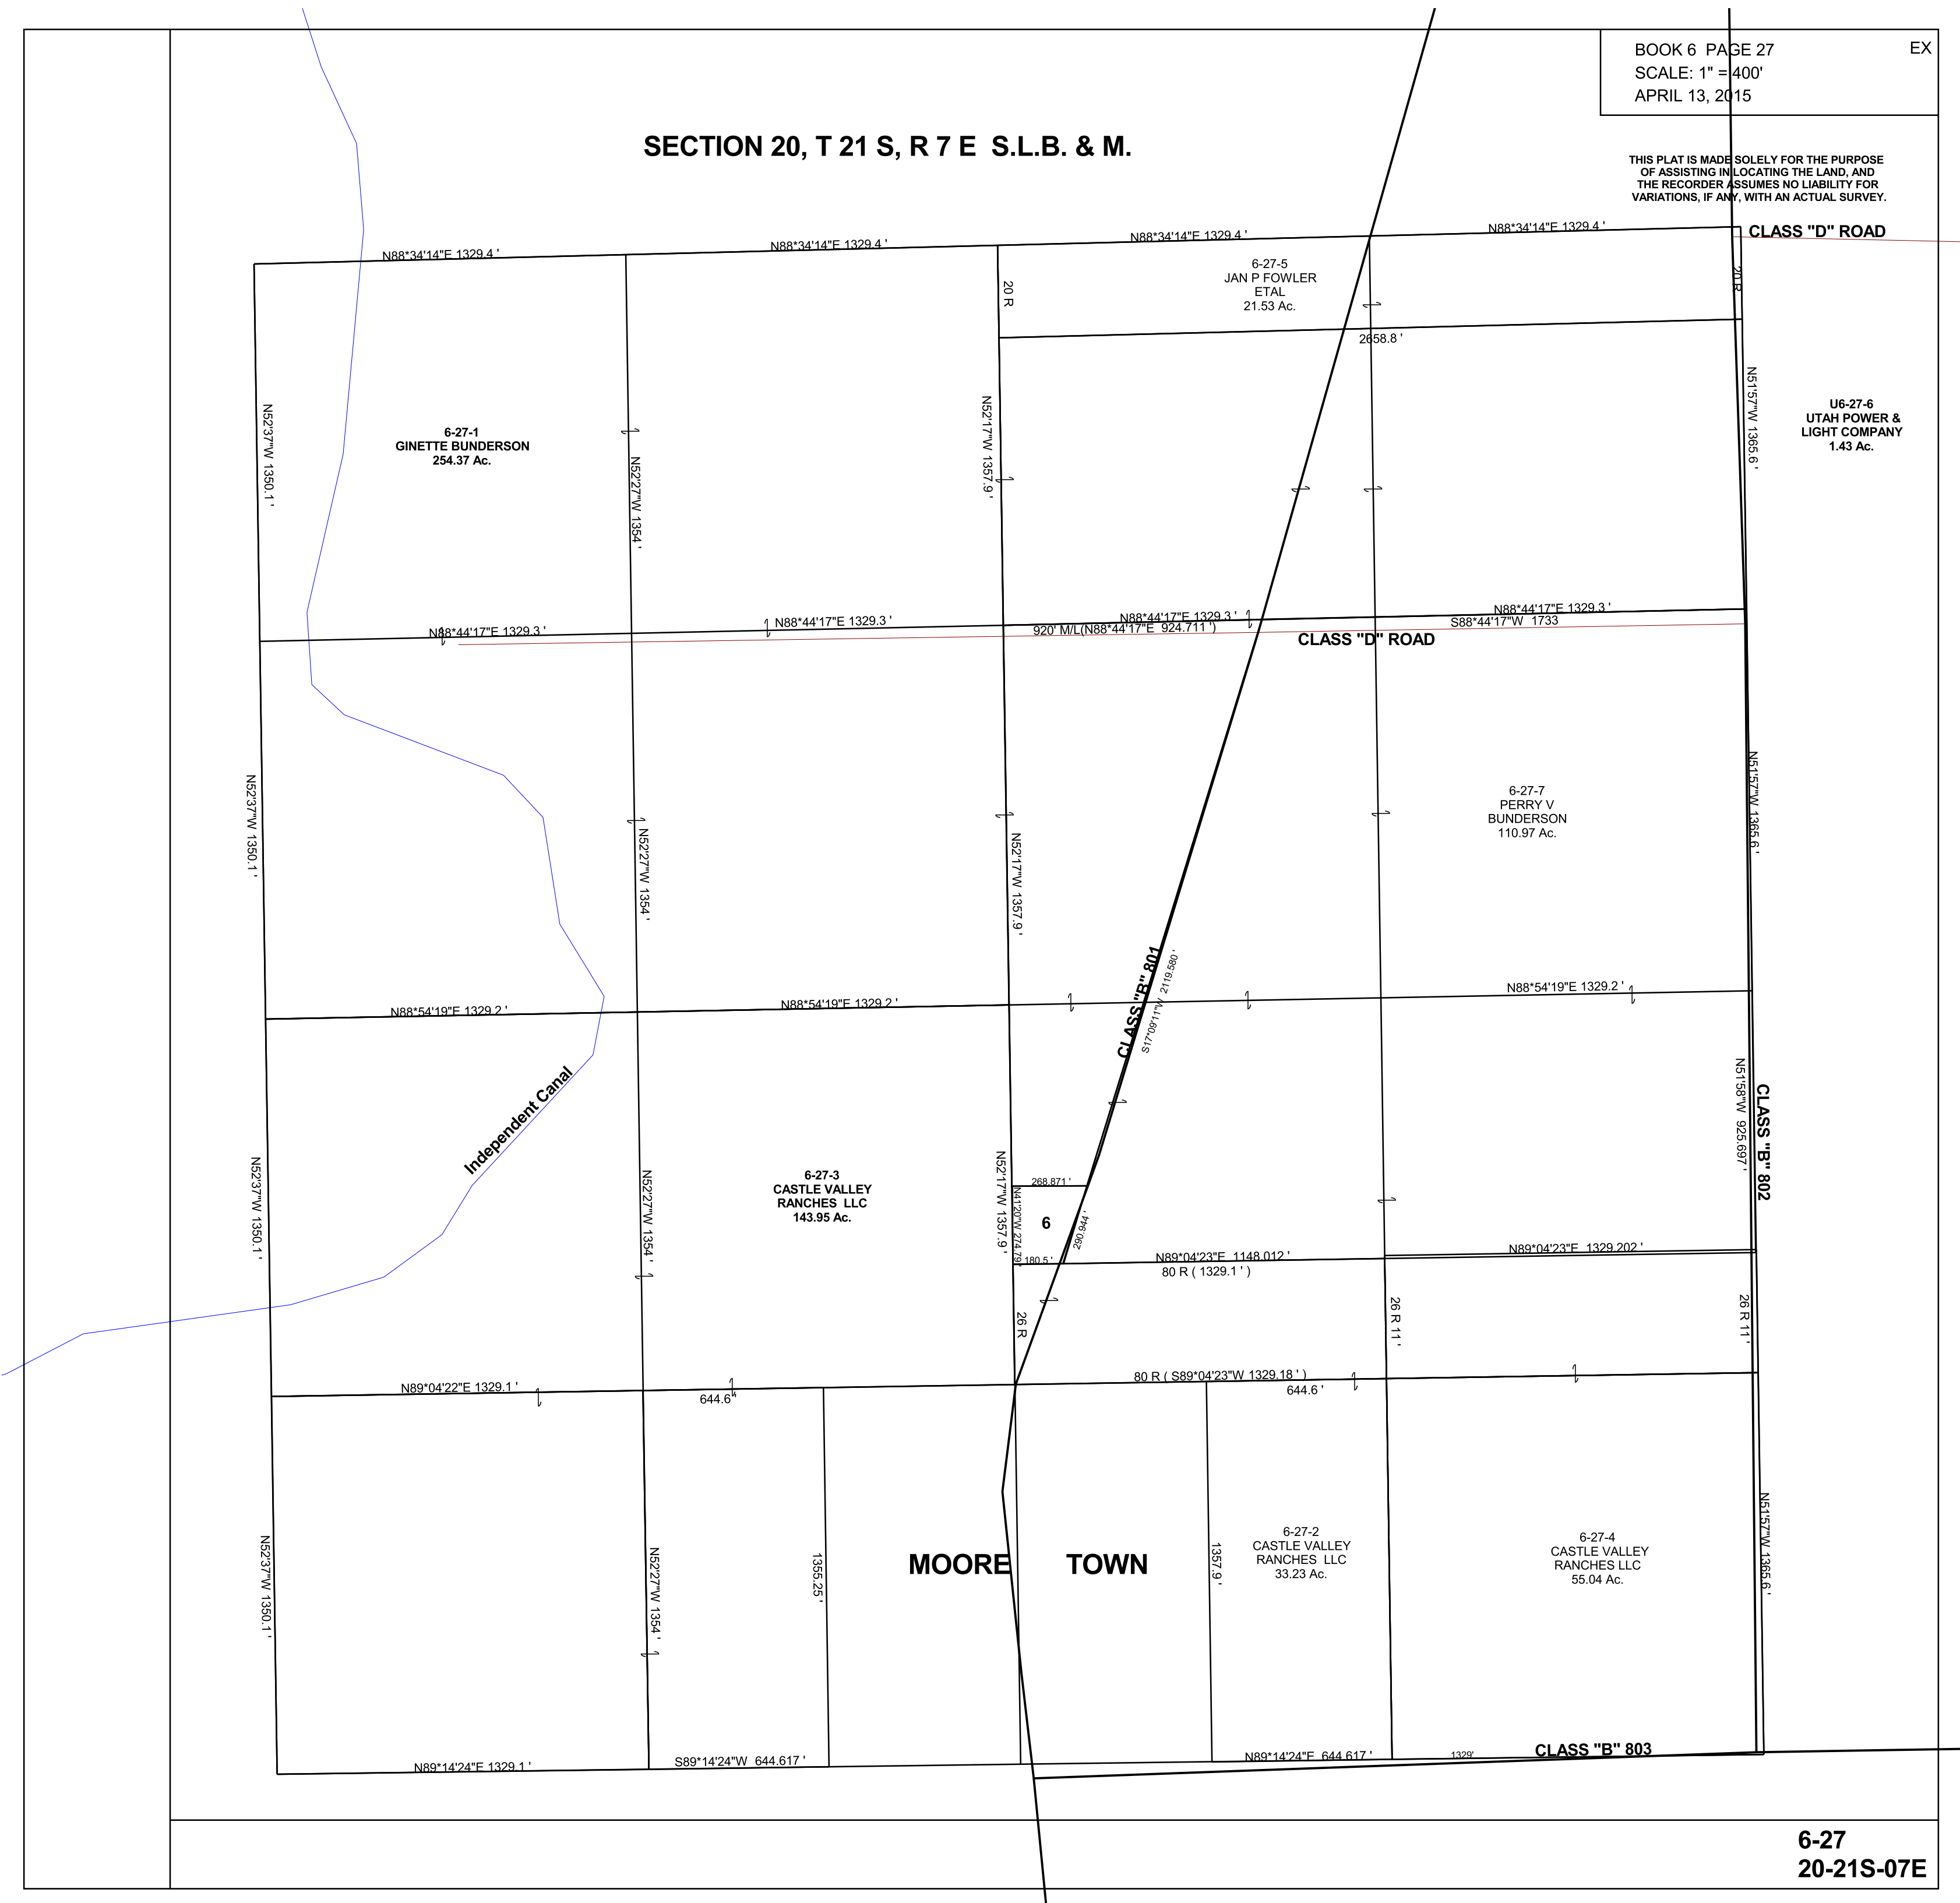 BOOK 6 PAGE 27
EX
SCALE: 1" = 400'
APRIL 13, 2015
SECTION 20, T 21 S, R 7 E S.L.B. & M.
THIS PLAT IS MADE SOLELY FOR THE PURPOSE
OF ASSISTING IN LOCATING THE LAND, AND
THE RECORDER ASSUMES NO LIABILITY FOR
VARIATIONS, IF ANY, WITH AN ACTUAL SURVEY.
CLASS "D" ROAD
N88*34'14"E 1329.4 '
N88*34'14"E 1329.4 '
N88*34'14"E 1329.4 '
N88*34'14"E 1329.4 '
6-27-5
JAN P FOWLER
ETAL
21.53 Ac.
20 R
20 R
2658.8 '
6-27-1
GINETTE BUNDERSON
254.37 Ac.
U6-27-6
UTAH POWER &
LIGHT COMPANY
1.43 Ac.
N52'37"W 1350.1 '
N52'27"W 1354 '
N52'17"W 1357.9 '
N51'57"W 1365.6 '
N88*44'17"E 1329.3 '
N88*44'17"E 1329.3 '
N88*44'17"E 1329.3 '
N88*44'17"E 1329.3 '
920' M/L(N88*44'17"E 924.711 ')
S88*44'17"W 1733
CLASS "D" ROAD
N52'37"W 1350.1 '
N52'27"W 1354 '
N52'17"W 1357.9 '
N51'57"W 1365.6 '
6-27-7
PERRY V
BUNDERSON
110.97 Ac.
CLASS "B" 801
S17*09'11"W 2119.580 '
N88*54'19"E 1329.2 '
N88*54'19"E 1329.2 '
N88*54'19"E 1329.2 '
Independent Canal
6-27-3
CASTLE VALLEY
RANCHES LLC
143.95 Ac.
N52'37"W 1350.1 '
N52'27"W 1354 '
N52'17"W 1357.9 '
N51'58"W 925.697 '
CLASS "B" 802
268.871 '
N41'20"W 274.79 '
6
290.944 '
180.5 '
N89*04'23"E 1148.012 '
80 R ( 1329.1 ' )
N89*04'23"E 1329.202 '
26 R
26 R 11 '
26 R 11 '
N89*04'22"E 1329.1 '
644.6 '
80 R ( S89*04'23"W 1329.18 ' )
644.6 '
N52'37"W 1350.1 '
N52'27"W 1354 '
1355.25 '
MOORE TOWN
1357.9 '
6-27-2
CASTLE VALLEY
RANCHES LLC
33.23 Ac.
6-27-4
CASTLE VALLEY
RANCHES LLC
55.04 Ac.
N51'57"W 1365.6 '
N89*14'24"E 1329.1 '
S89*14'24"W 644.617 '
N89*14'24"E 644.617 '
1329'
CLASS "B" 803
6-27
20-21S-07E